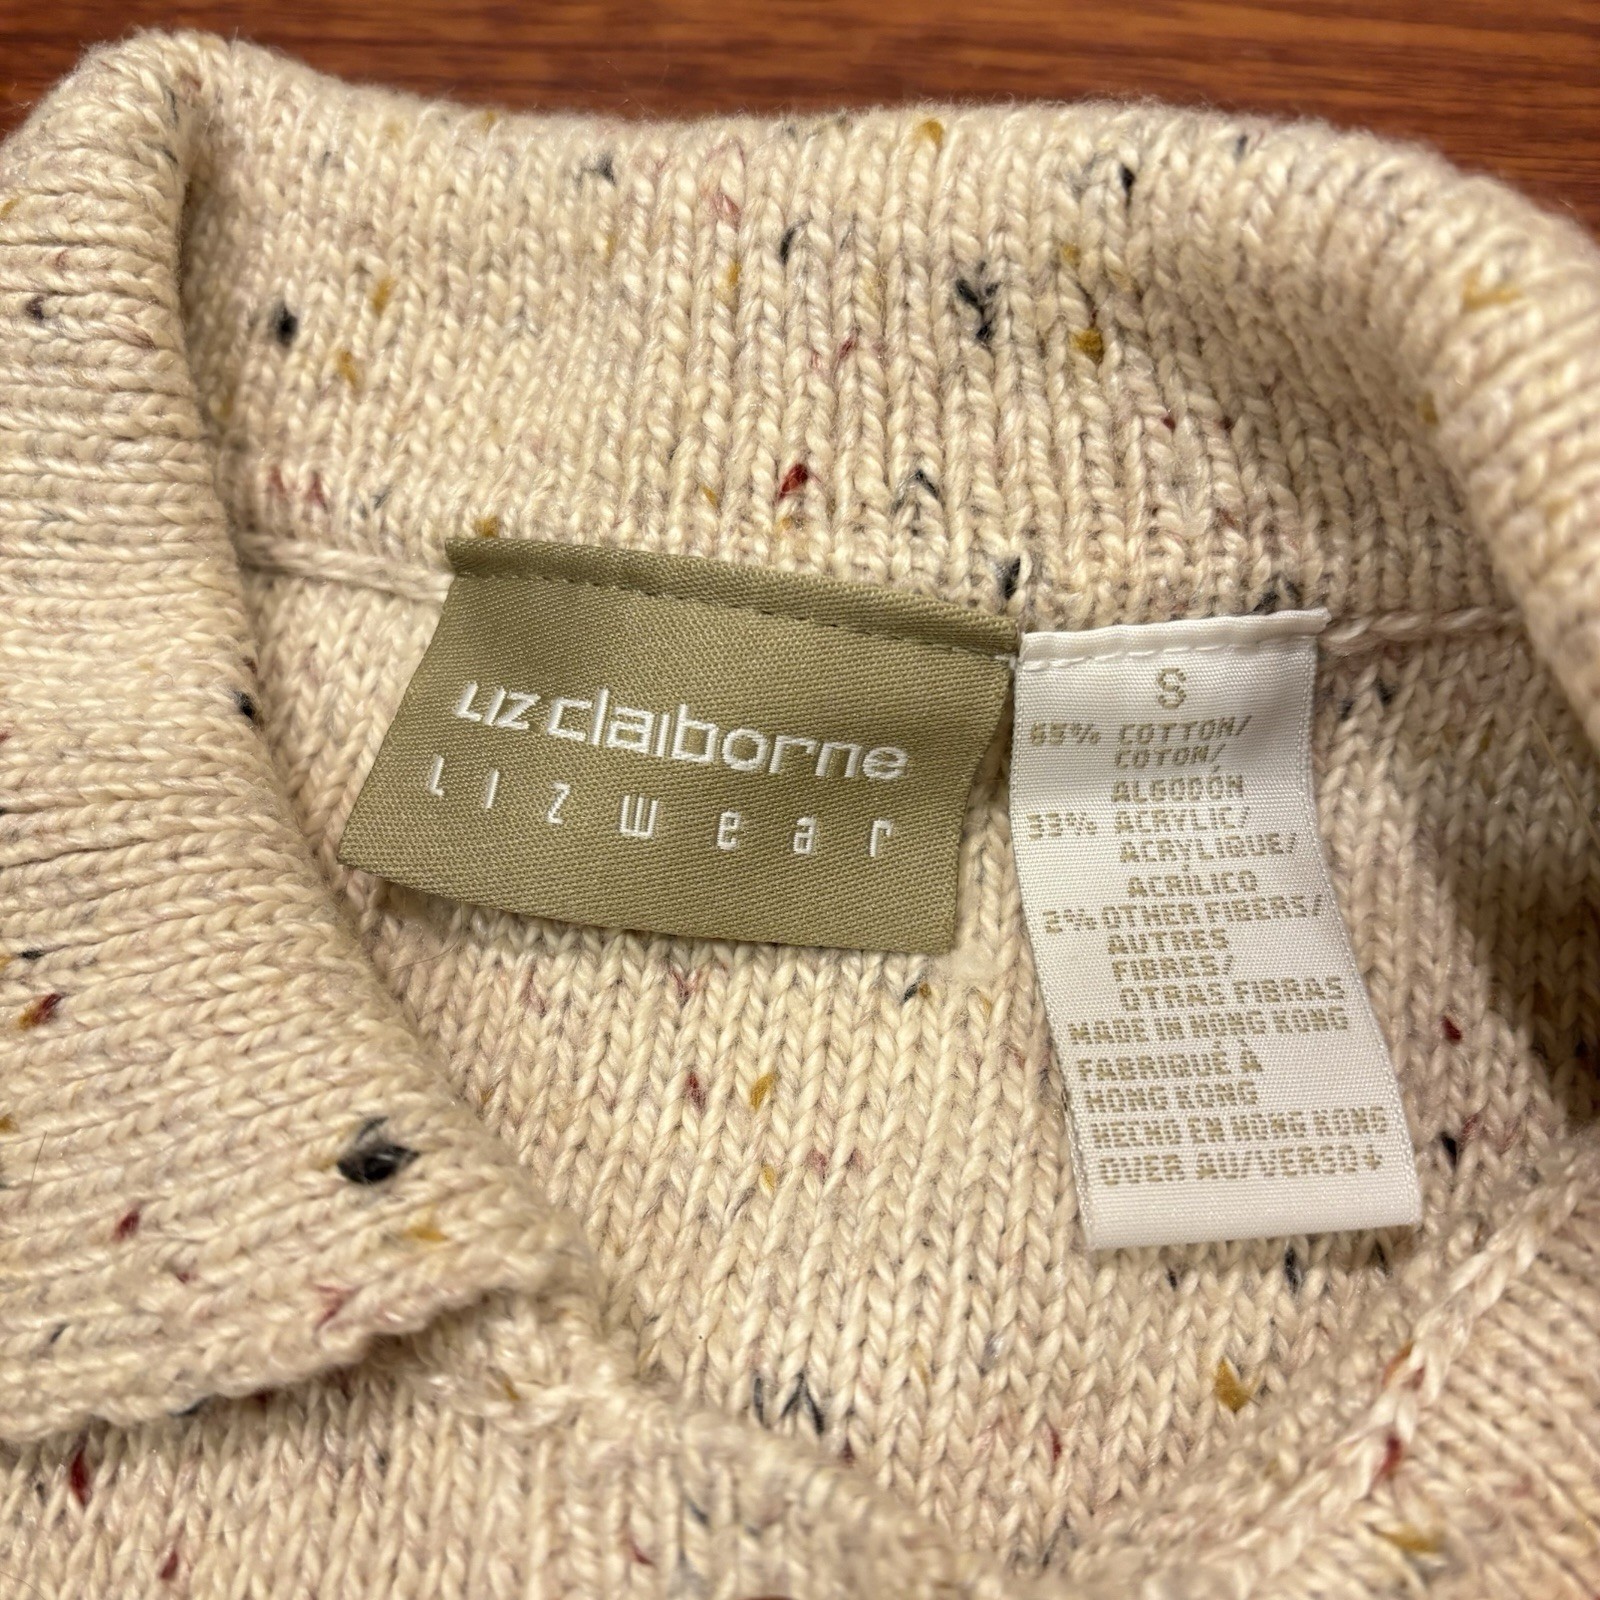 Liz claiborne
Lizwear
S
65% COTTON/
COTON/
ALGODÓN
33% ACRYLIC/
ACRYLIQUE/
ACRÍLICO
2% OTHER FIBERS/
AUTRES
FIBRES/
OTRAS FIBRAS
MADE IN HONG KONG
FABRIQUÉ À
HONG KONG
HECHO EN HONG KONG
OVER AU/VERSO↓